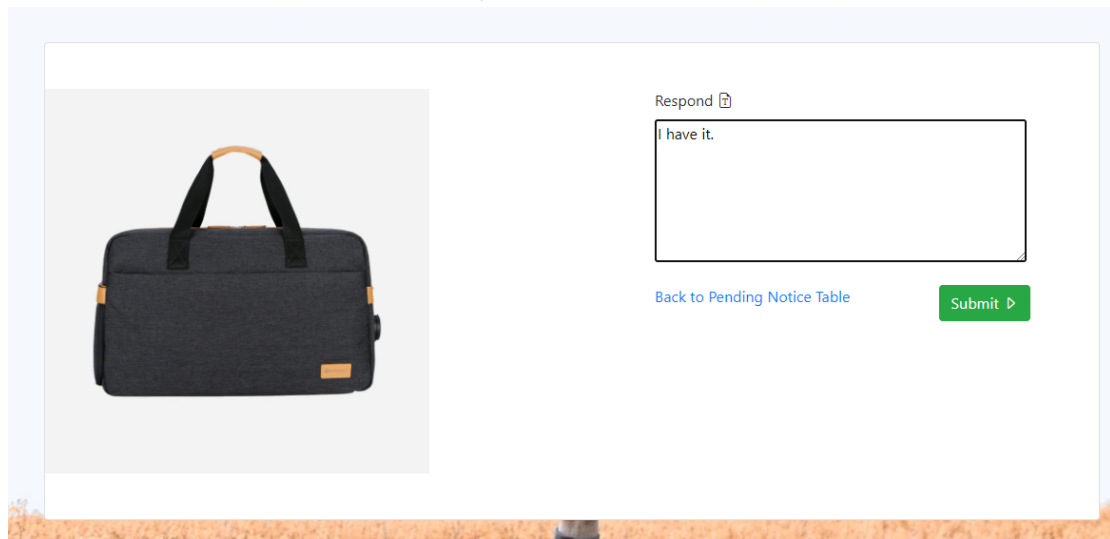 Respond
I have it.
Back to Pending Notice Table
Submit